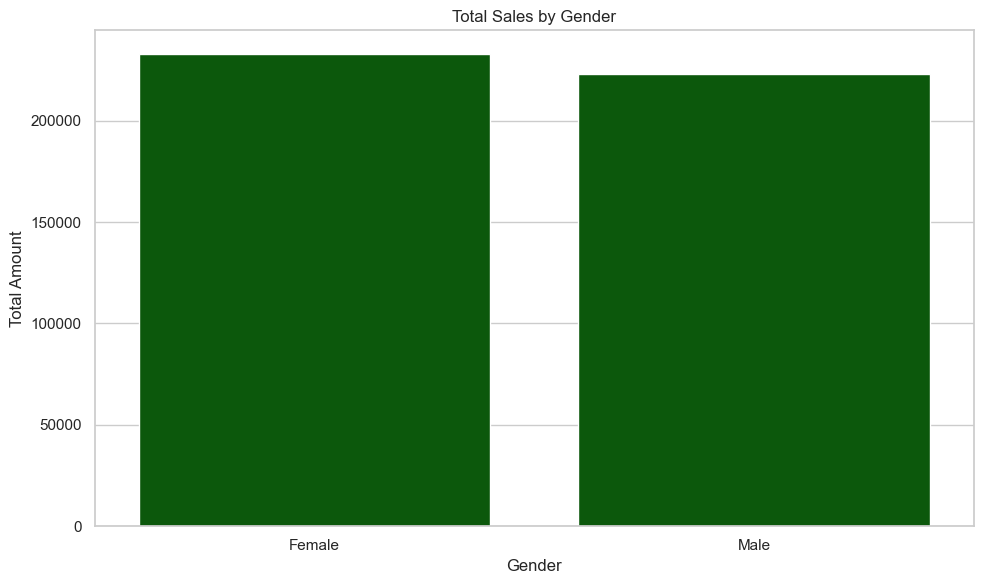 Total Sales by Gender
Total Amount
200000
150000
100000
50000
0
Female Male
Gender